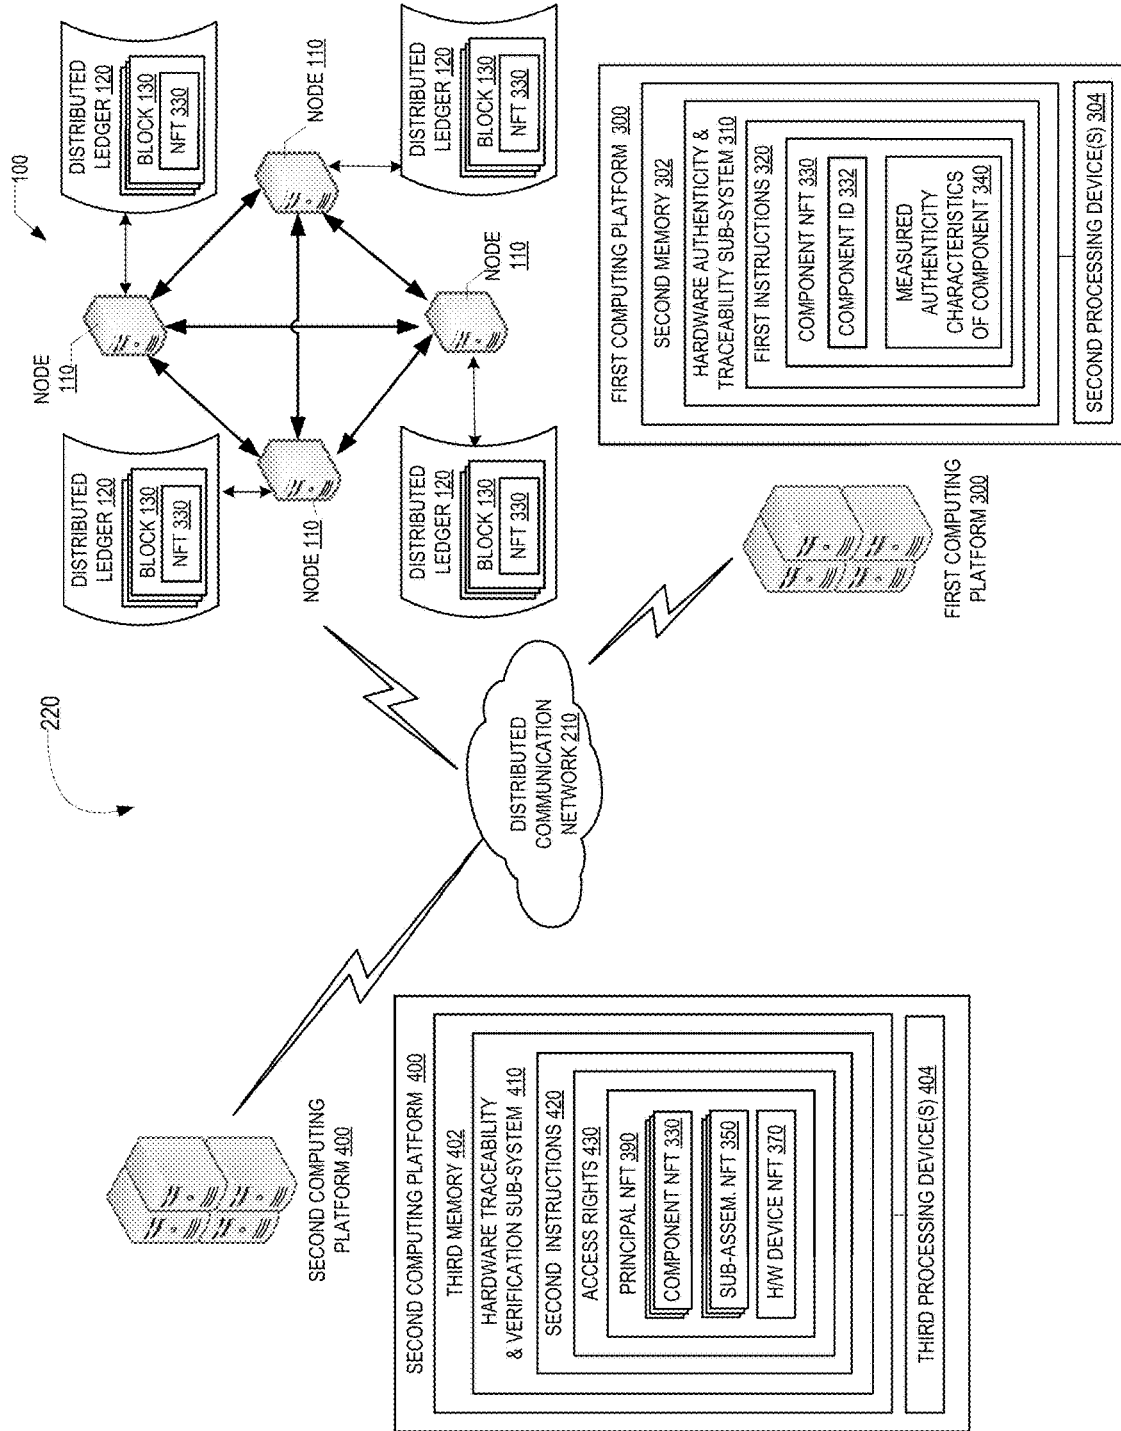 220
100
DISTRIBUTED
LEDGER 120
BLOCK 130
NFT 330
NODE
110
DISTRIBUTED
LEDGER 120
BLOCK 130
NFT 330
DISTRIBUTED
LEDGER 120
BLOCK 130
NFT 330
NODE 110
NODE 110
NODE
110
DISTRIBUTED
LEDGER 120
BLOCK 130
NFT 330
SECOND COMPUTING
PLATFORM 400
DISTRIBUTED
COMMUNICATION
NETWORK 210
FIRST COMPUTING
PLATFORM 300
SECOND COMPUTING PLATFORM 400
THIRD MEMORY 402
HARDWARE TRACEABILITY
& VERIFICATION SUB-SYSTEM 410
SECOND INSTRUCTIONS 420
ACCESS RIGHTS 430
PRINCIPAL NFT 390
COMPONENT NFT 330
SUB-ASSEM. NFT 350
H/W DEVICE NFT 370
THIRD PROCESSING DEVICE(S) 404
FIRST COMPUTING PLATFORM 300
SECOND MEMORY 302
HARDWARE AUTHENTICITY &
TRACEABILITY SUB-SYSTEM 310
FIRST INSTRUCTIONS 320
COMPONENT NFT 330
COMPONENT ID 332
MEASURED
AUTHENTICITY
CHARACTERISTICS
OF COMPONENT 340
SECOND PROCESSING DEVICE(S) 304